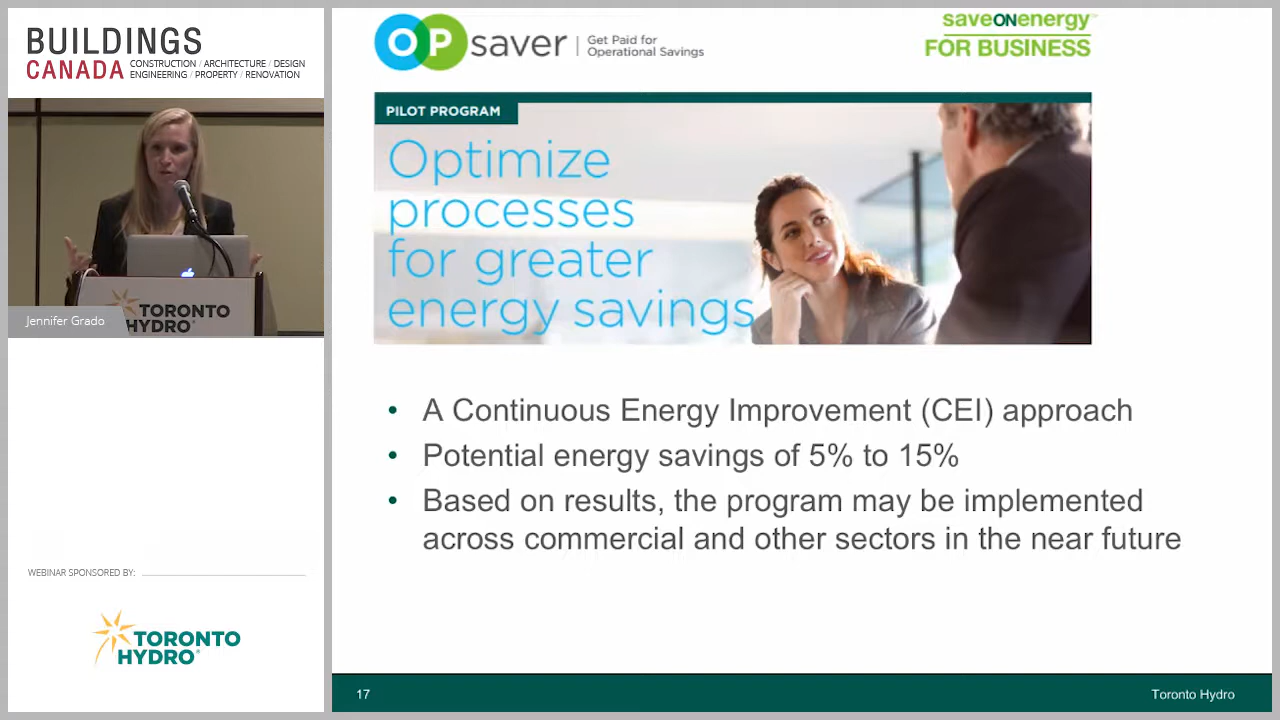 BUILDINGS
CANADA
CONSTRUCTION / ARCHITECTURE / DESIGN
ENGINEERING / PROPERTY / RENOVATION
TORONTO
HYDRO
Jennifer Grado
WEBINAR SPONSORED BY:
TORONTO
HYDRO
OPsaver | Get Paid for
Operational Savings
saveONenergy™
FOR BUSINESS
PILOT PROGRAM
Optimize
processes
for greater
energy savings
• A Continuous Energy Improvement (CEI) approach
• Potential energy savings of 5% to 15%
• Based on results, the program may be implemented
across commercial and other sectors in the near future
17
Toronto Hydro